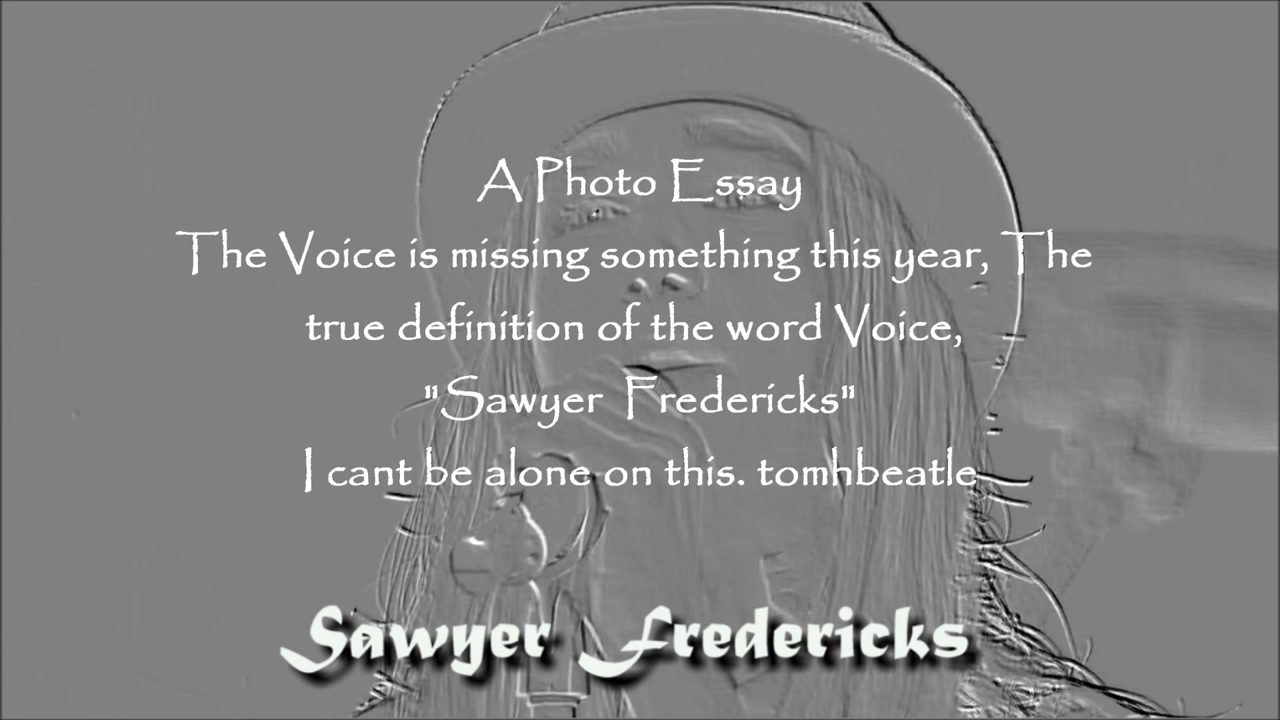 A Photo Essay
The Voice is missing something this year, The
true definition of the word Voice,
"Sawyer Fredericks"
I cant be alone on this. tomhbeatle
Sawyer Fredericks